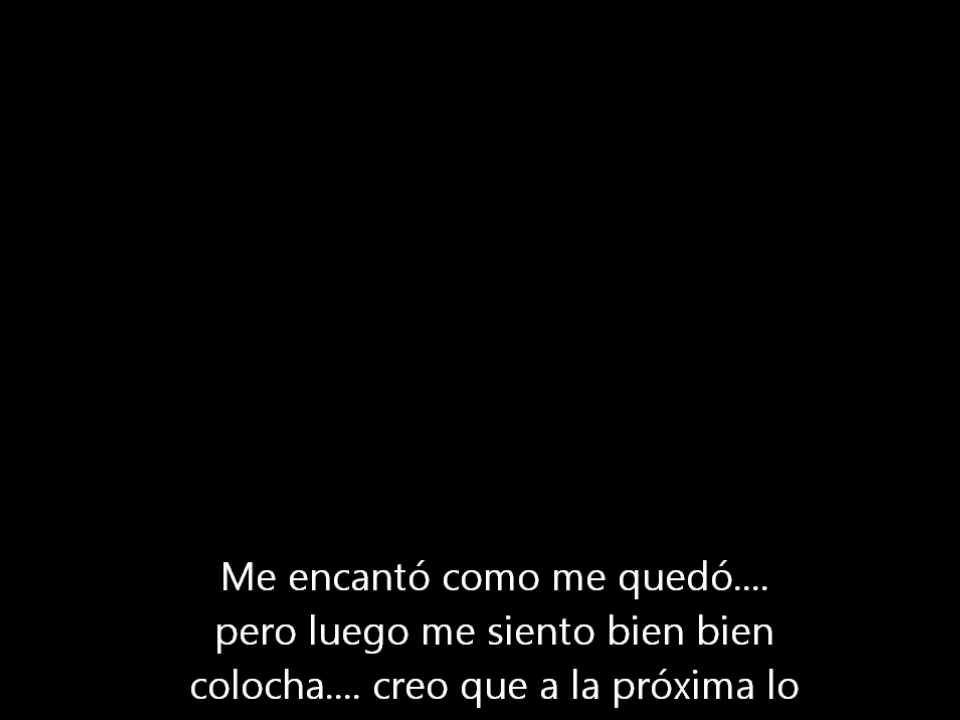 Me encantó como me quedó....
pero luego me siento bien bien
colocha.... creo que a la próxima lo